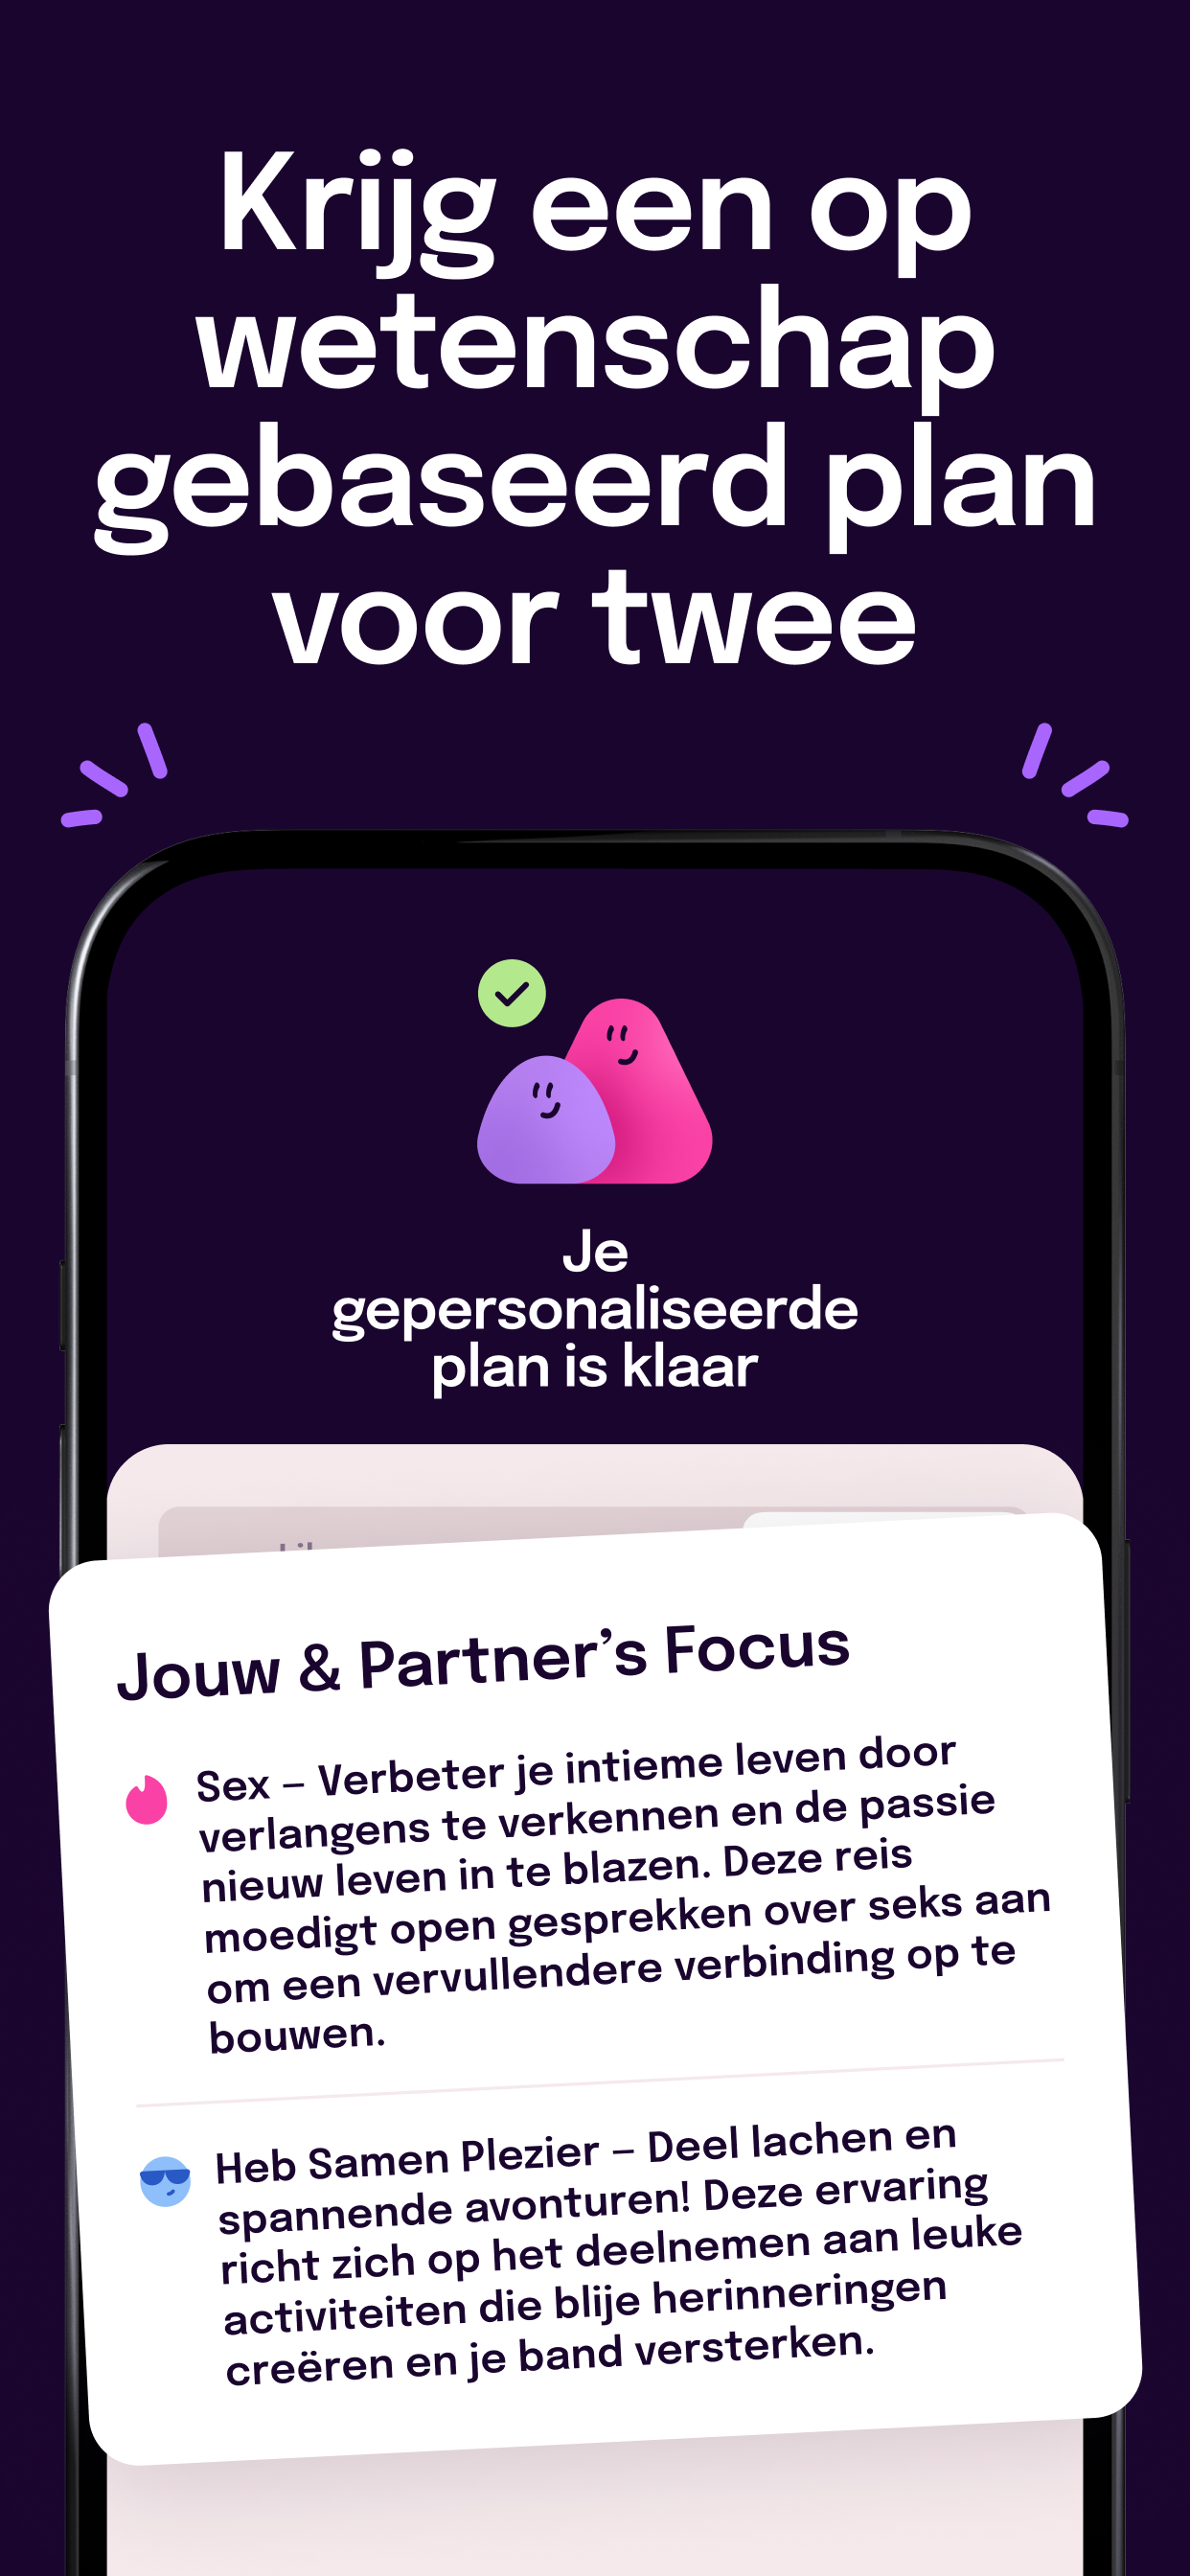 Krijg een op
wetenschap
gebaseerd plan
voor twee
Je
gepersonaliseerde
plan is klaar
Jouw & Partner’s Focus
Sex – Verbeter je intieme leven door
verlangens te verkennen en de passie
nieuw leven in te blazen. Deze reis
moedigt open gesprekken over seks aan
om een vervullendere verbinding op te
bouwen.
Heb Samen Plezier – Deel lachen en
spannende avonturen! Deze ervaring
richt zich op het deelnemen aan leuke
activiteiten die blije herinneringen
creëren en je band versterken.